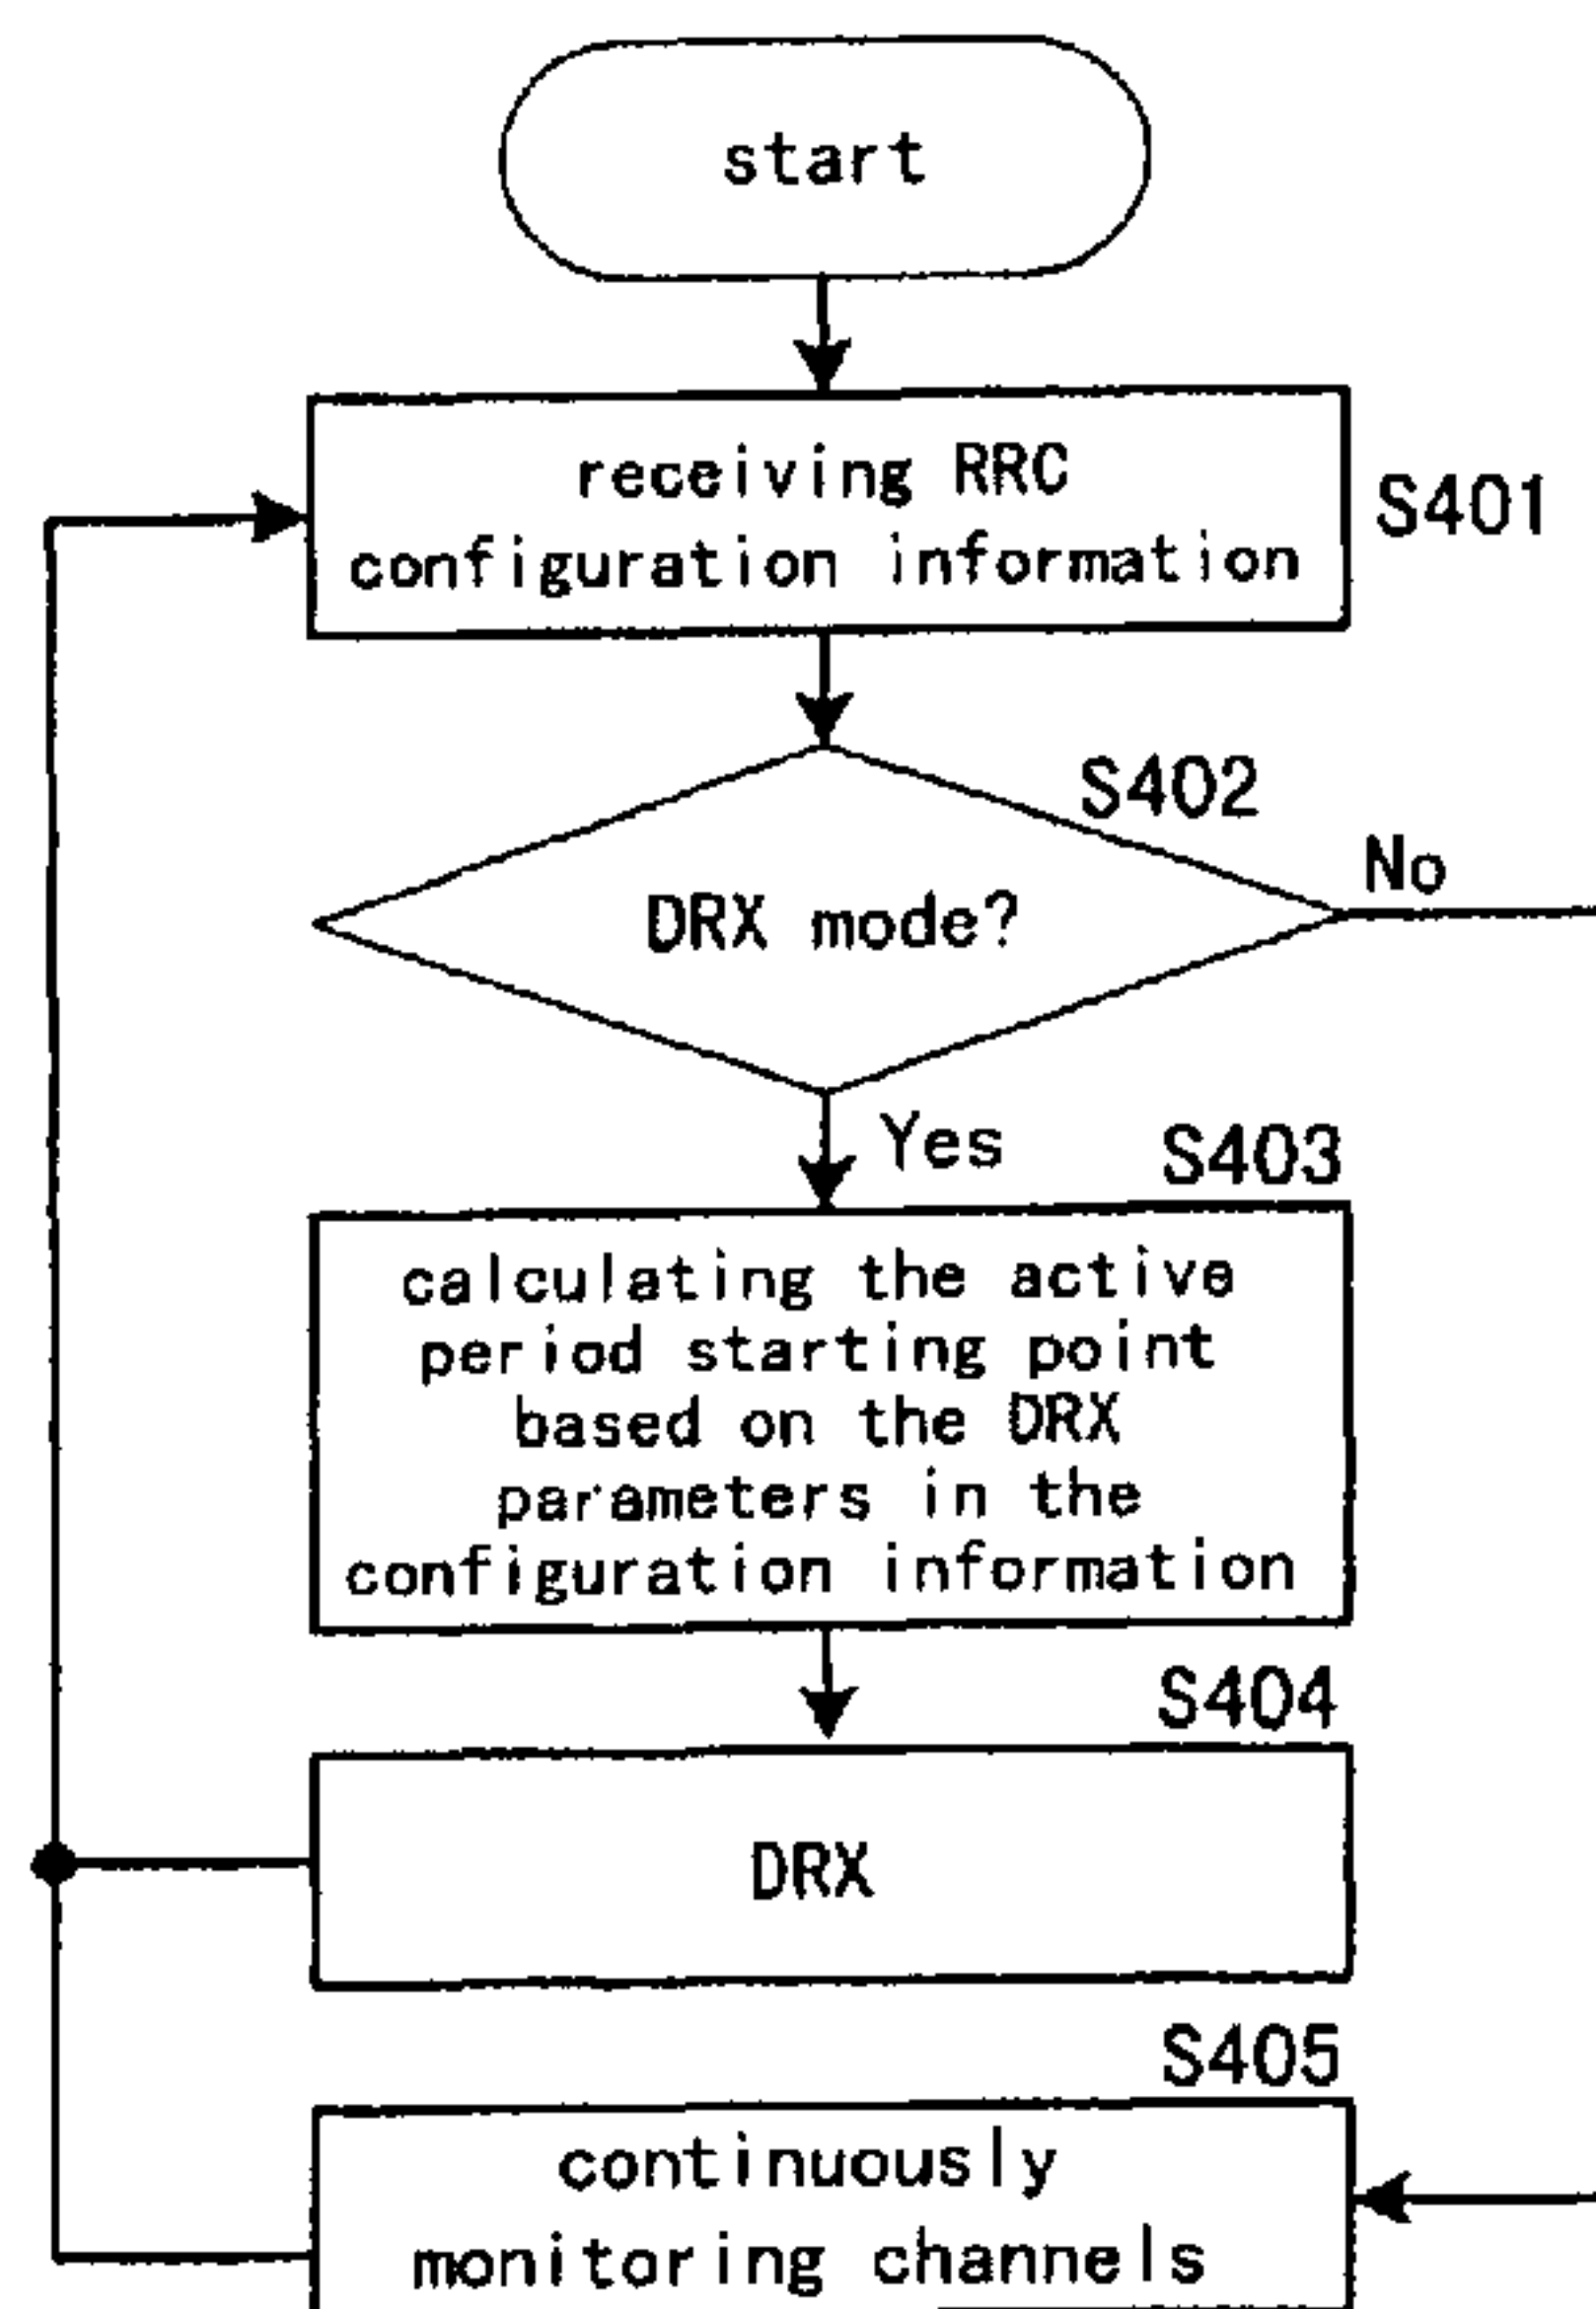 start
receiving RRC
configuration information
S401
S402
DRX mode?
No
Yes
S403
calculating the active
period starting point
based on the DRX
parameters in the
configuration information
S404
DRX
S405
continuously
monitoring channels